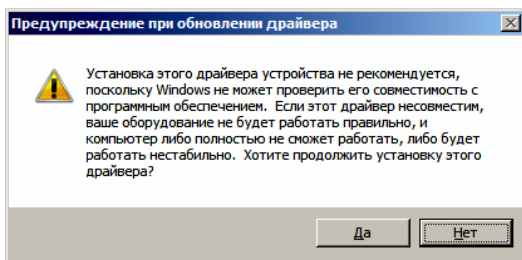 Предупреждение при обновлении драйвера
Установка этого драйвера устройства не рекомендуется,
поскольку Windows не может проверить его совместимость с
программным обеспечением. Если этот драйвер несовместим,
ваше оборудование не будет работать правильно, и
компьютер либо полностью не сможет работать, либо будет
работать нестабильно. Хотите продолжить установку этого
драйвера?
Да
Нет